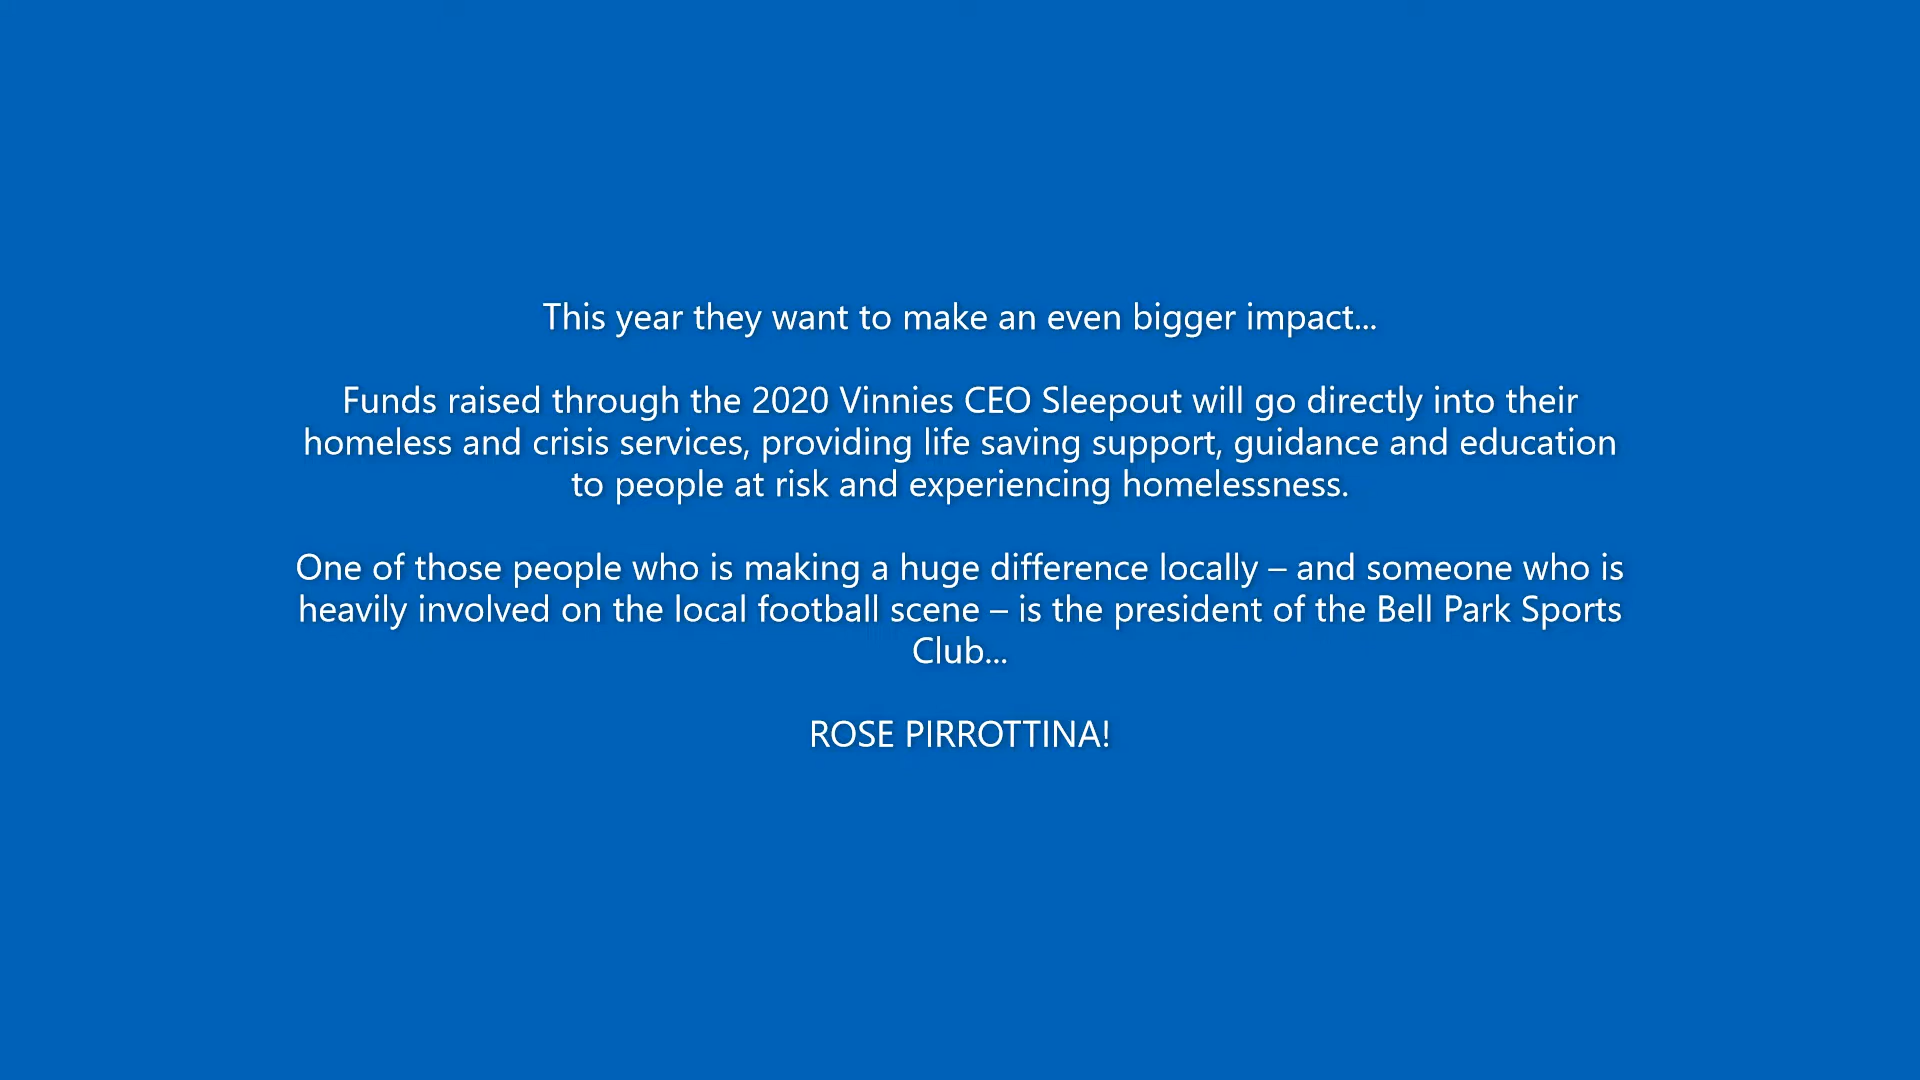 This year they want to make an even bigger impact...
Funds raised through the 2020 Vinnies CEO Sleepout will go directly into their
homeless and crisis services, providing life saving support, guidance and education
to people at risk and experiencing homelessness.
One of those people who is making a huge difference locally – and someone who is
heavily involved on the local football scene – is the president of the Bell Park Sports
Club...
ROSE PIRROTTINA!